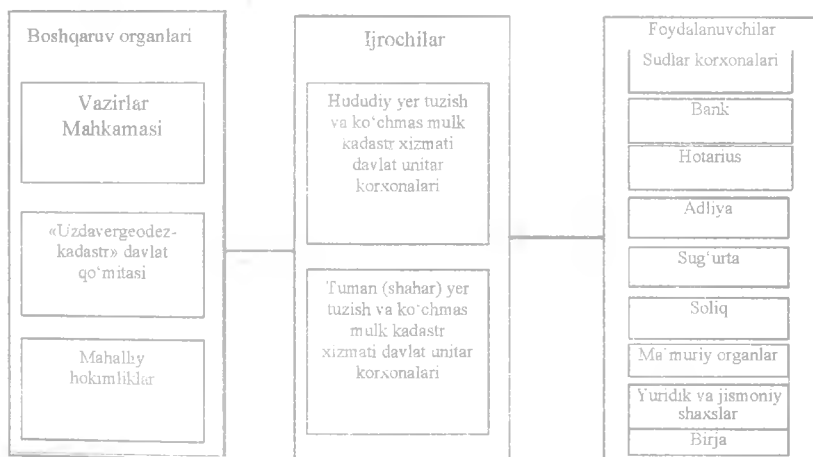 Boshqaruv organlari
Vazirlar
Mahkamasi
«Uzdavergeodez-
kadastr» davlat
qo‘mitasi
Mahallıy
hokimliklar
Ijrochilar
Hududiy yer tuzish
va ko‘chmas mulk
kadastr xizmati
davlat unitar
korxonalari
Tuman (shahar) yer
tuzish va ko‘chmas
mulk kadastr
xizmati davlat unitar
korxonalari
Foydalanuvchilar
Sudlar korxonalari
Bank
Hotarius
Adliya
Sug‘urta
Soliq
Ma’muriy organlar
Yuridik va jismoniy
shaxslar
Birja